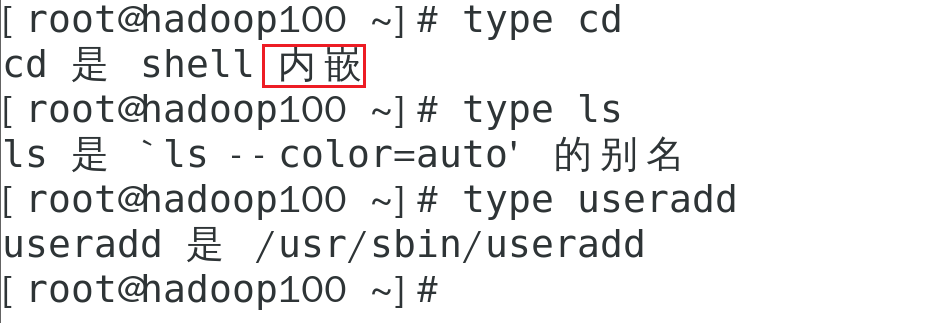 [root@hadoop100 ~]# type cd
cd 是 shell 内嵌
[root@hadoop100 ~]# type ls
ls 是 `ls --color=auto' 的别名
[root@hadoop100 ~]# type useradd
useradd 是 /usr/sbin/useradd
[root@hadoop100 ~]#